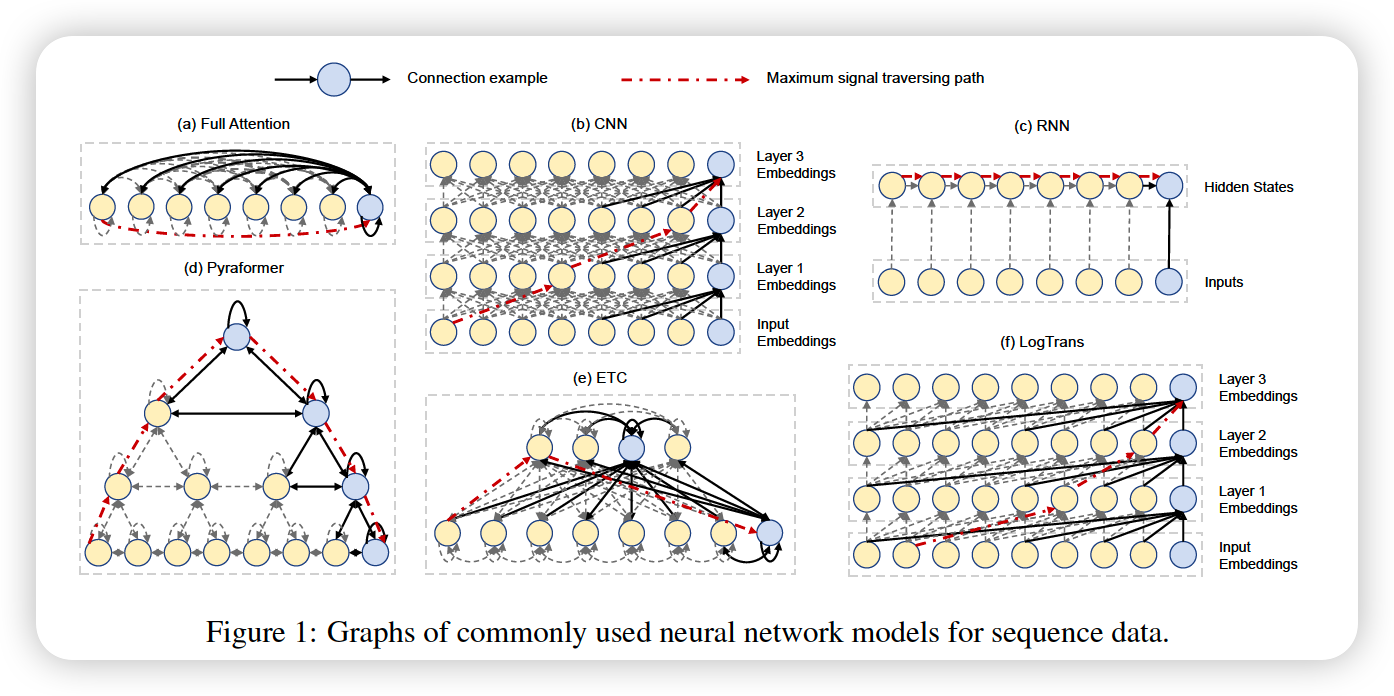 Connection example
Maximum signal traversing path
(a) Full Attention
(b) CNN
Layer 3
Embeddings
Layer 2
Embeddings
Layer 1
Embeddings
Input
Embeddings
(c) RNN
Hidden States
Inputs
(d) Pyraformer
(e) ETC
(f) LogTrans
Layer 3
Embeddings
Layer 2
Embeddings
Layer 1
Embeddings
Input
Embeddings
Figure 1: Graphs of commonly used neural network models for sequence data.